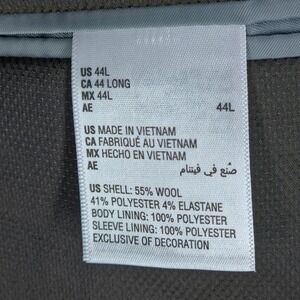 US 44L
CA 44 LONG
MX 44L
AE 44L
US MADE IN VIETNAM
CA FABRIQUÉ AU VIETNAM
MX HECHO EN VIETNAM
AE صنع في فيتنام
US SHELL: 55% WOOL
41% POLYESTER 4% ELASTANE
BODY LINING: 100% POLYESTER
SLEEVE LINING: 100% POLYESTER
EXCLUSIVE OF DECORATION